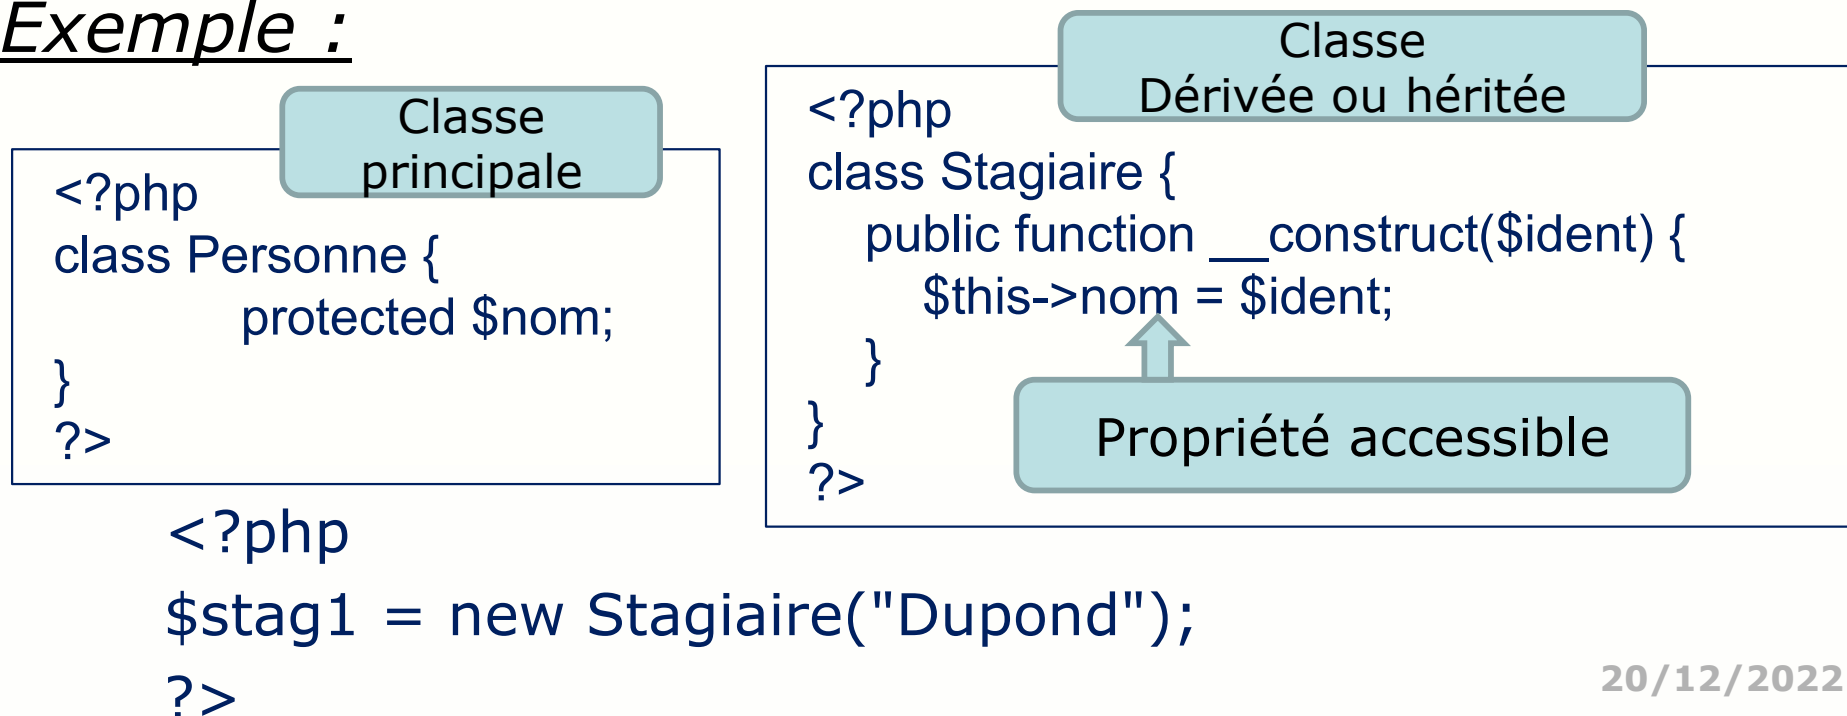 Exemple :
Classe
principale
<?php
class Personne {
protected $nom;
}
?>
Classe
Dérivée ou héritée
<?php
class Stagiaire {
public function __construct($ident) {
$this->nom = $ident;
}
}
?>
Propriété accessible
<?php
$stag1 = new Stagiaire("Dupond");
?>
20/12/2022